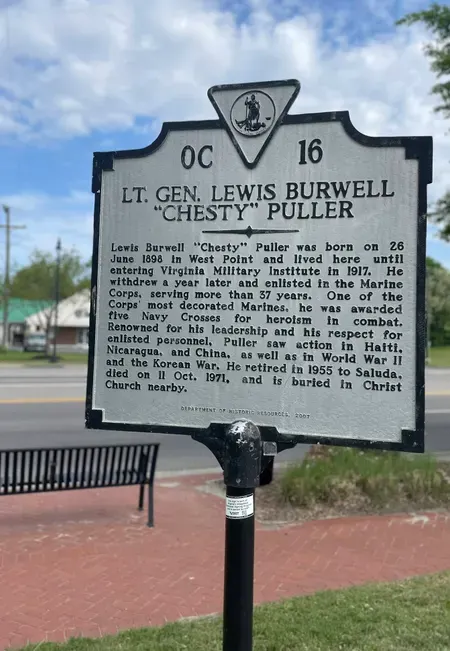 OC 16
LT. GEN. LEWIS BURWELL
"CHESTY" PULLER
Lewis Burwell "Chesty" Puller was born on 26
June 1898 in West Point and lived here until
entering Virginia Military Institute in 1917. He
withdrew a year later and enlisted in the Marine
Corps, serving more than 37 years. One of the
Corps' most decorated Marines, he was awarded
five Navy Crosses for heroism in combat.
Renowned for his leadership and his respect for
enlisted personnel, Puller saw action in Haiti,
Nicaragua, and China, as well as in World War II
and the Korean War. He retired in 1955 to Saluda,
died on 11 Oct. 1971, and is buried in Christ
Church nearby.
DEPARTMENT OF HISTORIC RESOURCES, 2007